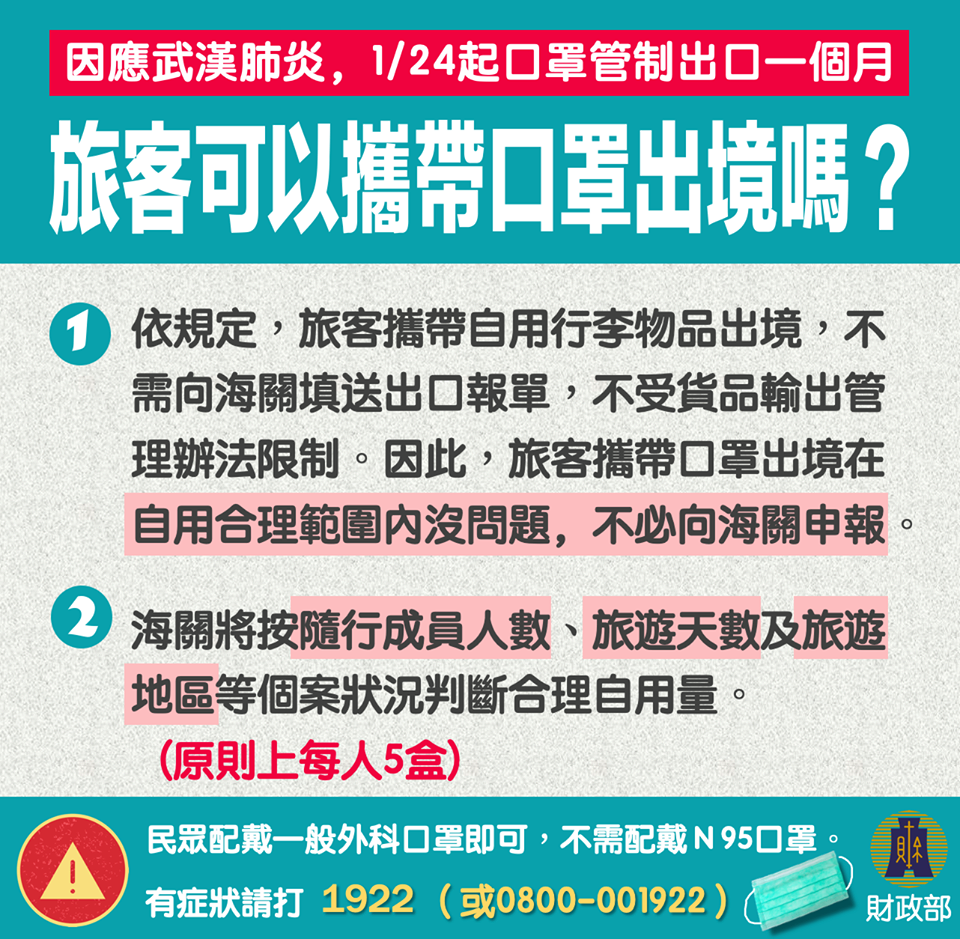 因應武漢肺炎，1/24起口罩管制出口一個月
旅客可以攜帶口罩出境嗎？
1 依規定，旅客攜帶自用行李物品出境，不
需向海關填送出口報單，不受貨品輸出管
理辦法限制。因此，旅客攜帶口罩出境在
自用合理範圍內沒問題，不必向海關申報。
2 海關將按隨行成員人數、旅遊天數及旅遊
地區等個案狀況判斷合理自用量。
(原則上每人5盒)
民眾配戴一般外科口罩即可，不需配戴N95口罩。
有症狀請打 1922 (或0800-001922)
財政部